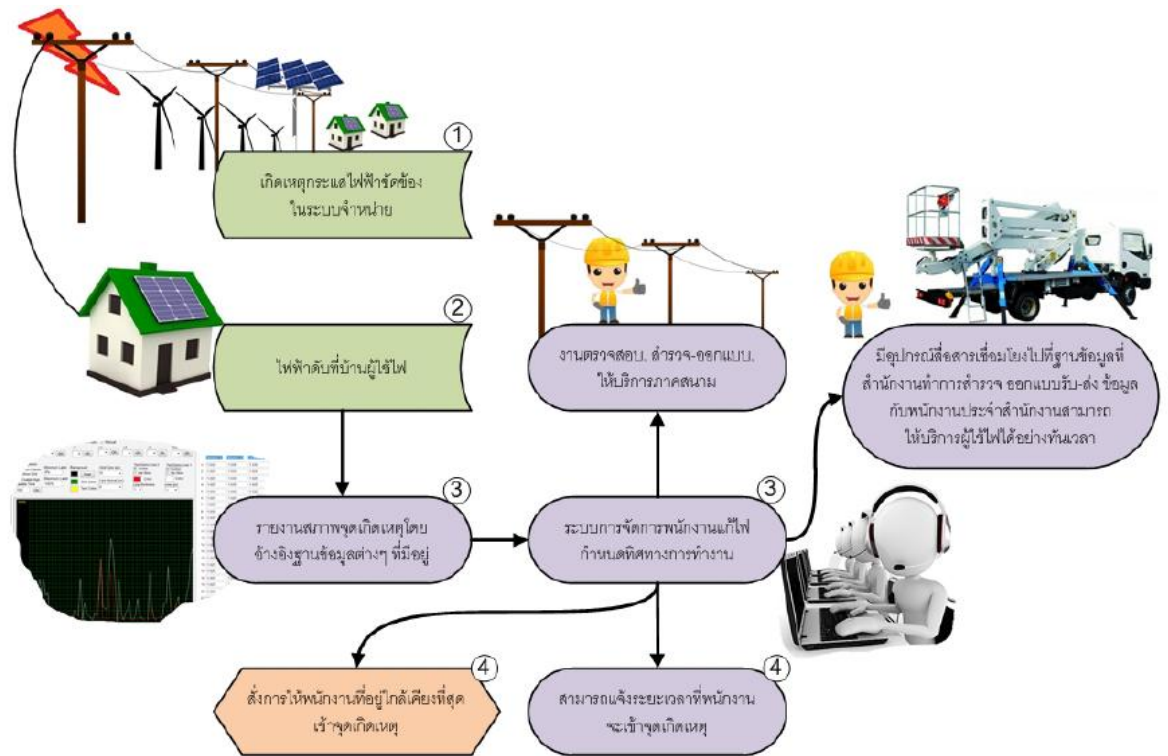 ①
เกิดเหตุกระแสไฟฟ้าขัดข้อง
ในระบบจำหน่าย
②
ไฟฟ้าดับที่บ้านผู้ใช้ไฟ
งานตรวจสอบ, สำรวจ-ออกแบบ,
ให้บริการภาคสนาม
มีอุปกรณ์สื่อสารเชื่อมโยงไปที่ฐานข้อมูลที่
สำนักงานทำการสำรวจ ออกแบบรับ-ส่ง ข้อมูล
กับพนักงานประจำสำนักงานสามารถ
ให้บริการผู้ใช้ไฟได้อย่างทันเวลา
③
รายงานสภาพจุดเกิดเหตุโดย
อ้างอิงฐานข้อมูลต่างๆ ที่มีอยู่
③
ระบบการจัดการพนักงานแก้ไฟ
กำหนดทิศทางการทำงาน
④
สั่งการให้พนักงานที่อยู่ใกล้เคียงที่สุด
เข้าจุดเกิดเหตุ
④
สามารถแจ้งระยะเวลาที่พนักงาน
จะเข้าจุดเกิดเหตุ